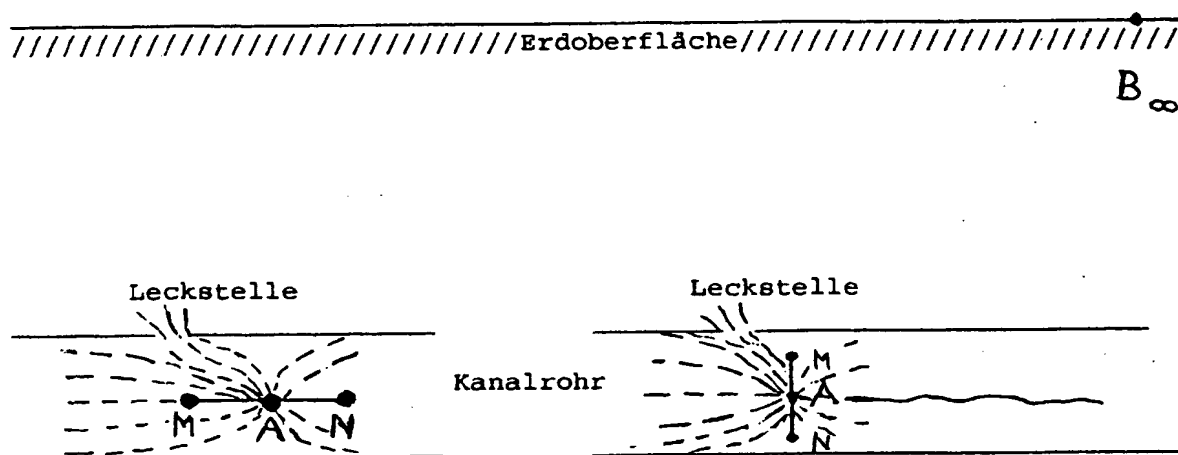 Erdoberfläche
B∞
Leckstelle
Leckstelle
Kanalrohr
M A N
M
A
N